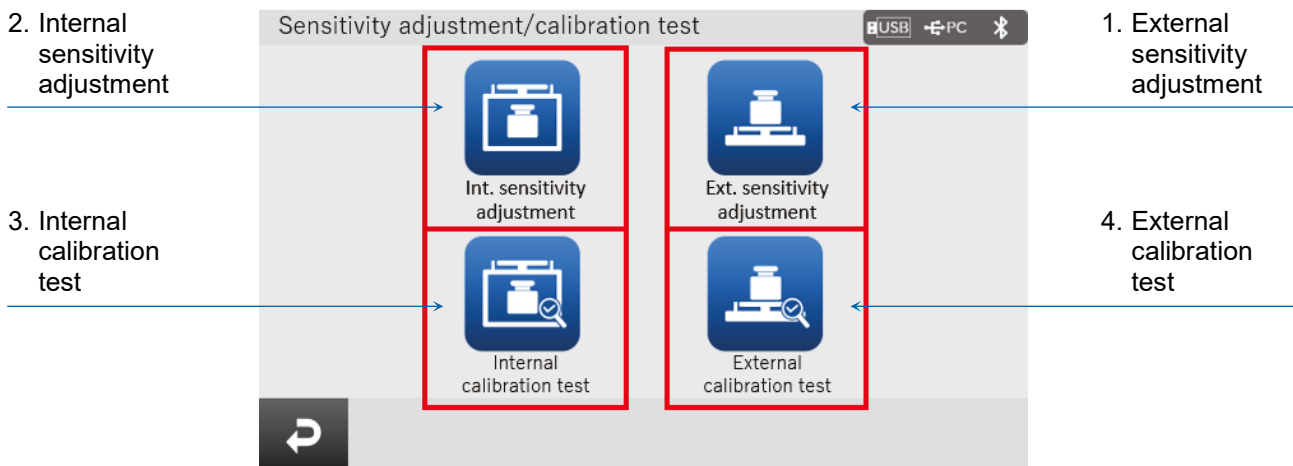 2. Internal
sensitivity
adjustment
Sensitivity adjustment/calibration test
USB
PC
1. External
sensitivity
adjustment
Int. sensitivity
adjustment
Ext. sensitivity
adjustment
3. Internal
calibration
test
4. External
calibration
test
Internal
calibration test
External
calibration test